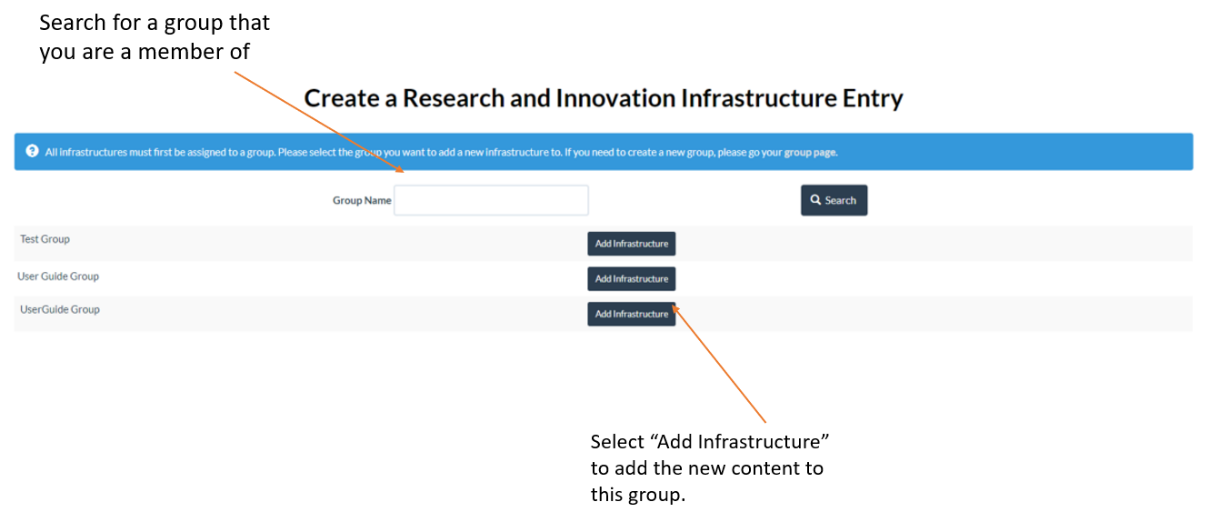 Search for a group that
you are a member of
Create a Research and Innovation Infrastructure Entry
All infrastructures must first be assigned to a group. Please select the group you want to add a new infrastructure to. If you need to create a new group, please go your group page.
Group Name
Search
Test Group
Add Infrastructure
User Guide Group
Add Infrastructure
UserGuide Group
Add Infrastructure
Select “Add Infrastructure”
to add the new content to
this group.